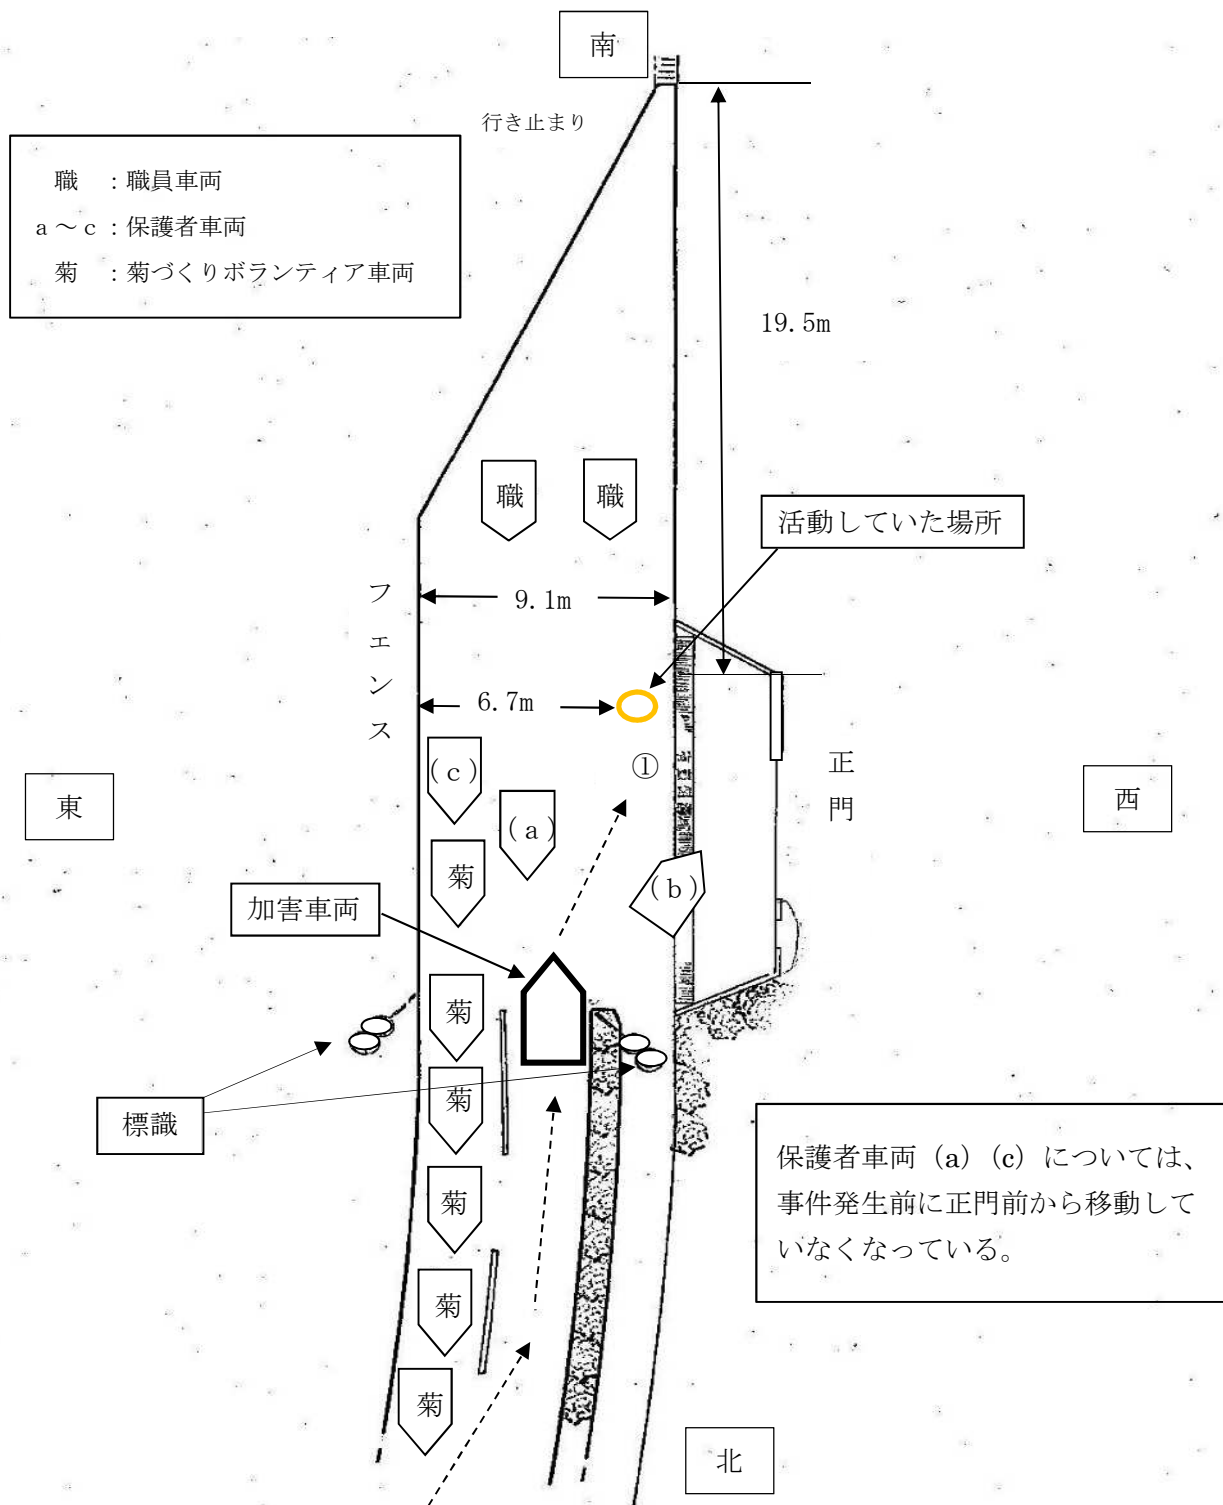 南
行き止まり
職 ：職員車両
a～c：保護者車両
菊 ：菊づくりボランティア車両
19.5m
職
職
活動していた場所
フェンス
9.1m
6.7m
(c)
①
正門
東
西
(a)
菊
(b)
加害車両
菊
標識
菊
保護者車両（a）（c）については、
事件発生前に正門前から移動して
いなくなっている。
菊
菊
菊
北